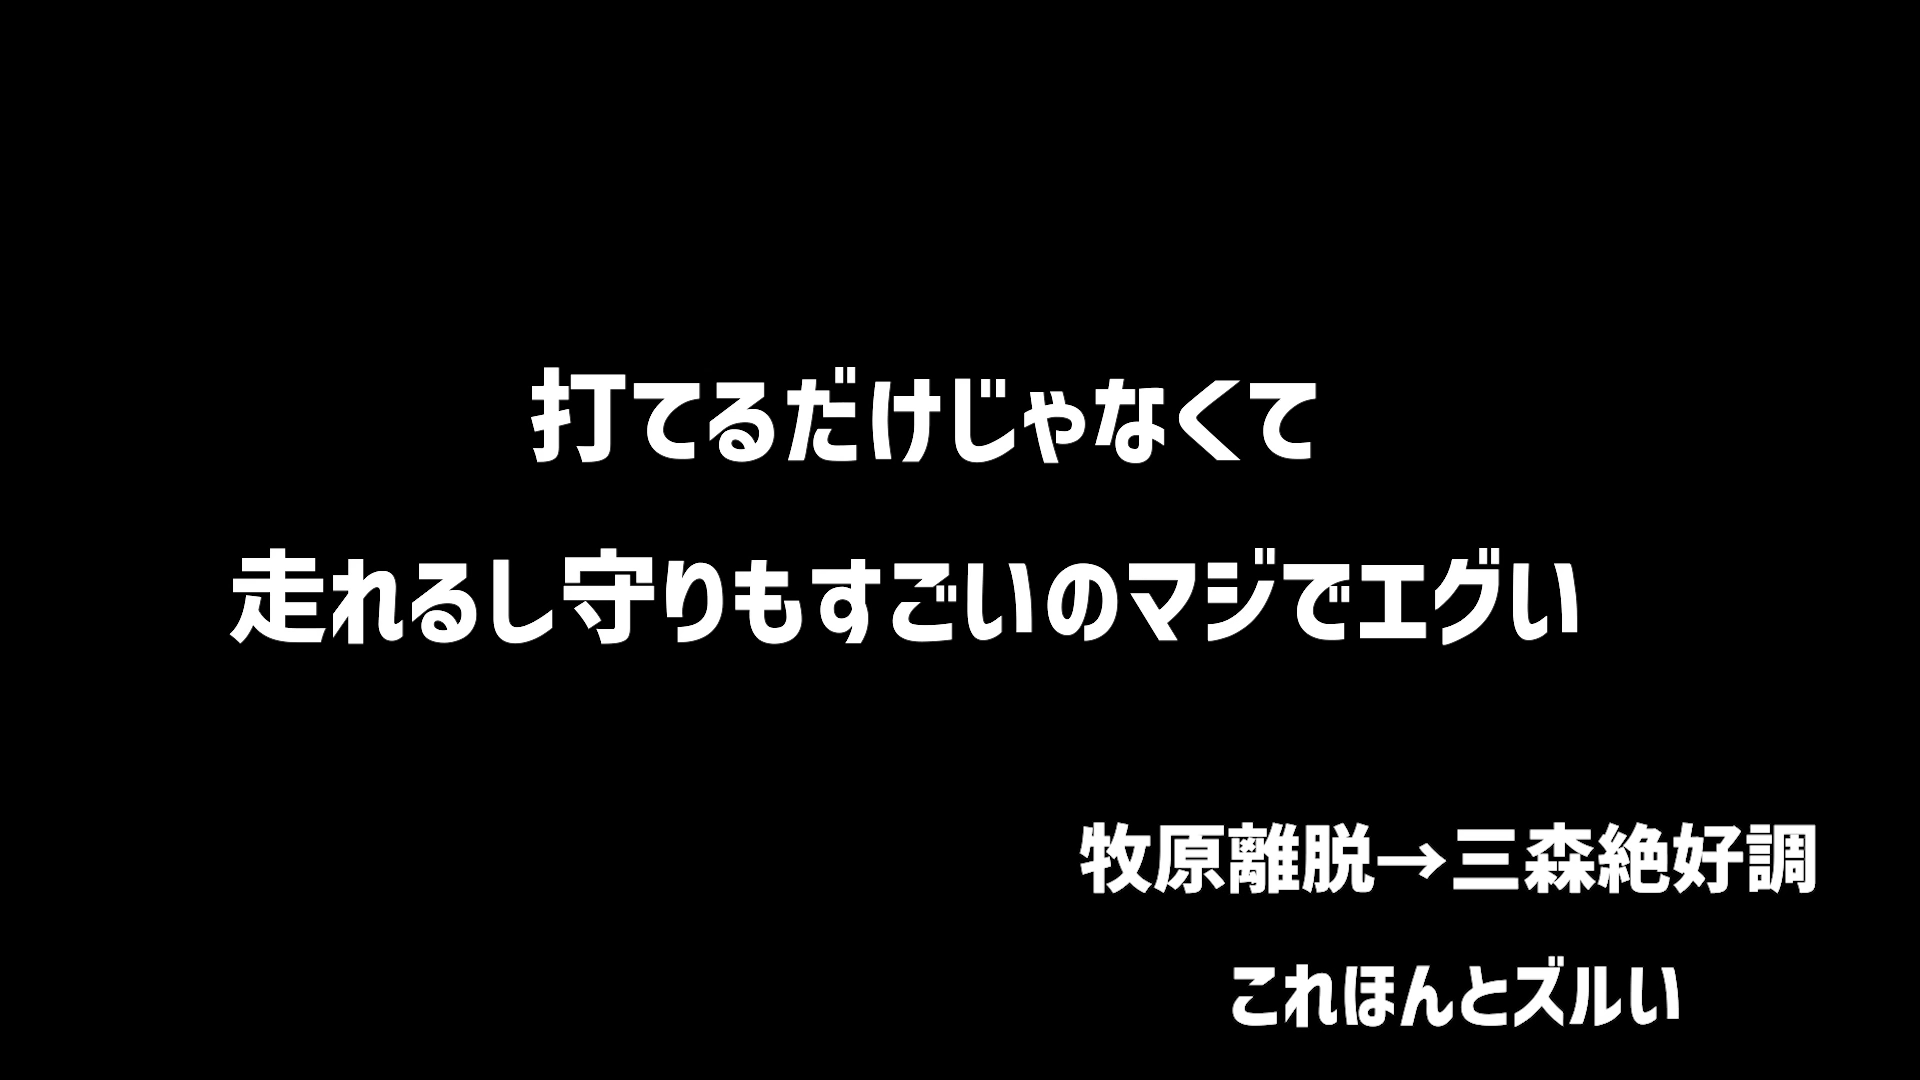 打てるだけじゃなくて
走れるし守りもすごいのマジでエグい
牧原離脱→三森絶好調
これほんとズルい